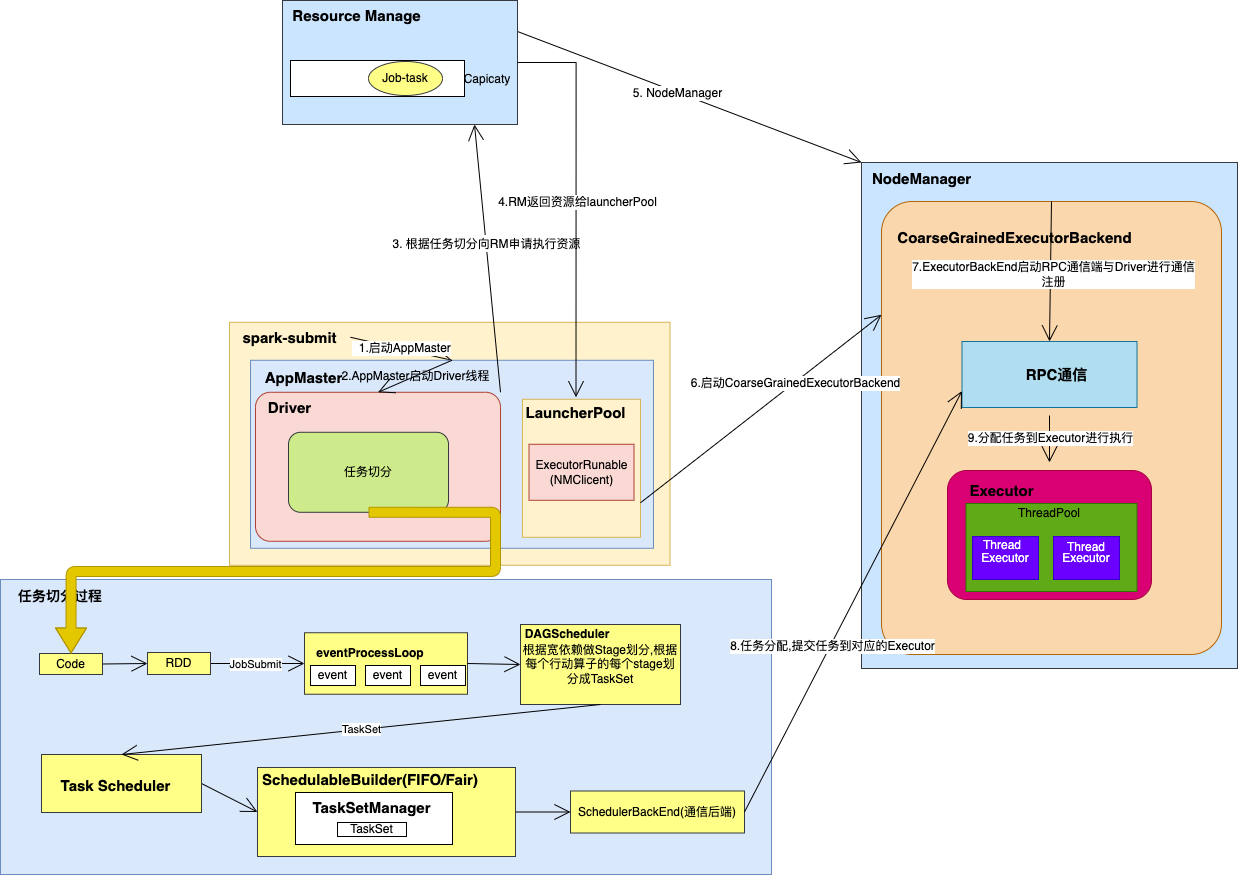 Resource Manage
Job-task
Capicaty
5. NodeManager
4.RM返回资源给launcherPool
3. 根据任务切分向RM申请执行资源
NodeManager
CoarseGrainedExecutorBackend
7.ExecutorBackEnd启动RPC通信端与Driver进行通信
注册
RPC通信
9.分配任务到Executor进行执行
Executor
ThreadPool
Thread
Executor
Thread
Executor
spark-submit
1.启动AppMaster
AppMaster
2.AppMaster启动Driver线程
Driver
任务切分
LauncherPool
ExecutorRunable
(NMClicent)
6.启动CoarseGrainedExecutorBackend
8.任务分配,提交任务到对应的Executor
任务切分过程
Code
RDD
JobSubmit
eventProcessLoop
event
event
event
DAGScheduler
根据宽依赖做Stage划分,根据
每个行动算子的每个stage划
分成TaskSet
TaskSet
Task Scheduler
SchedulableBuilder(FIFO/Fair)
TaskSetManager
TaskSet
SchedulerBackEnd(通信后端)